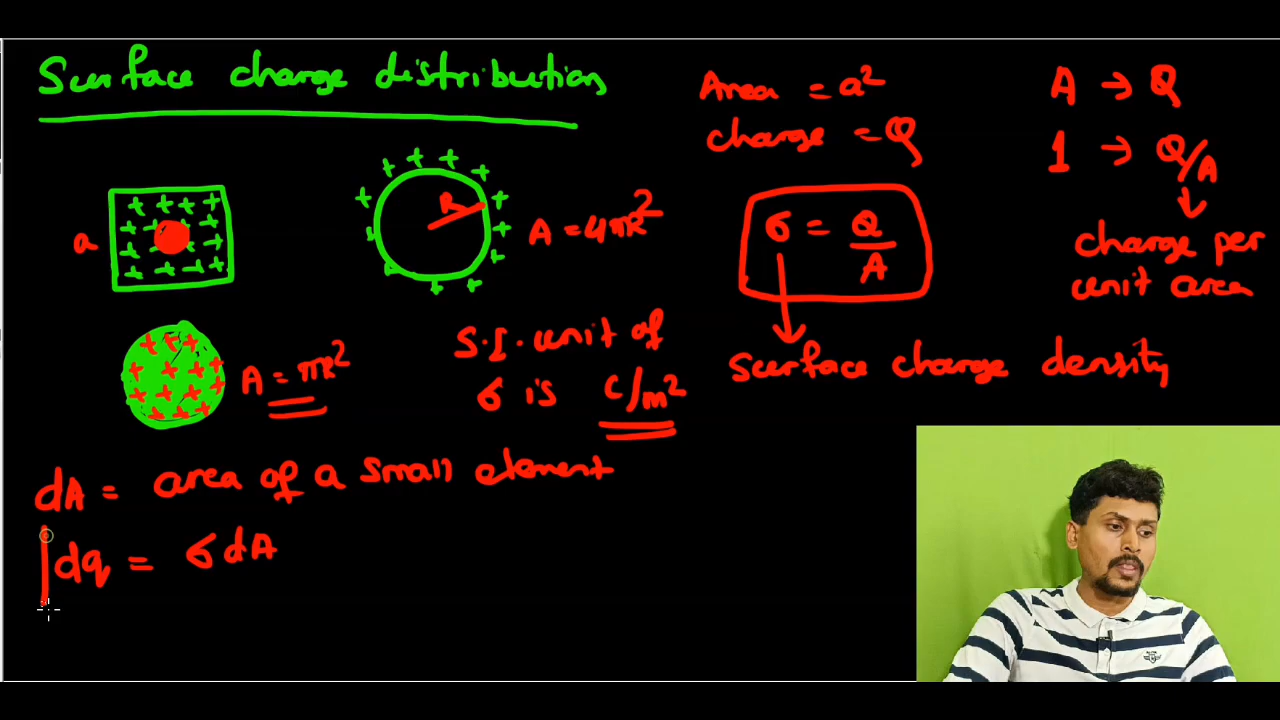 Surface charge distribution
a
R
A = 4πR²
A = πR²
S.I. unit of
σ is C/m²
Area = a²
charge = Q
σ = Q/A
surface charge density
A → Q
1 → Q/A
charge per
unit area
dA = area of a small element
dq = σdA